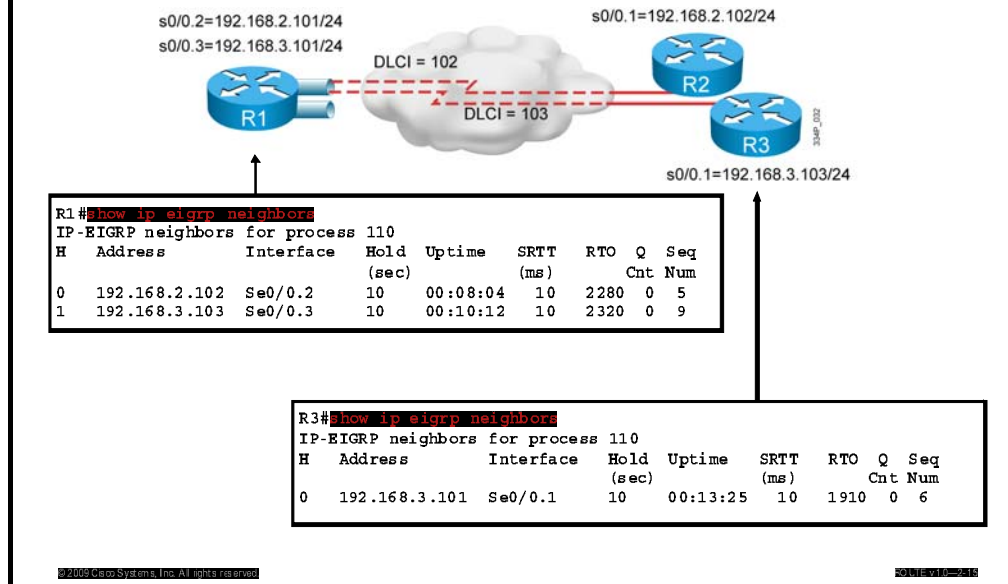 s0/0.2=192.168.2.101/24
s0/0.3=192.168.3.101/24
s0/0.1=192.168.2.102/24
DLCI = 102
R2
R1
DLCI = 103
R3
334P_032
s0/0.1=192.168.3.103/24
R1#show ip eigrp neighbors
IP-EIGRP neighbors for process 110
H Address Interface Hold Uptime SRTT RTO Q Seq
(sec) (ms) Cnt Num
0 192.168.2.102 Se0/0.2 10 00:08:04 10 2280 0 5
1 192.168.3.103 Se0/0.3 10 00:10:12 10 2320 0 9
R3#show ip eigrp neighbors
IP-EIGRP neighbors for process 110
H Address Interface Hold Uptime SRTT RTO Q Seq
(sec) (ms) Cnt Num
0 192.168.3.101 Se0/0.1 10 00:13:25 10 1910 0 6
© 2009 Cisco Systems, Inc. All rights reserved.
ROUTE v1.0—2-15